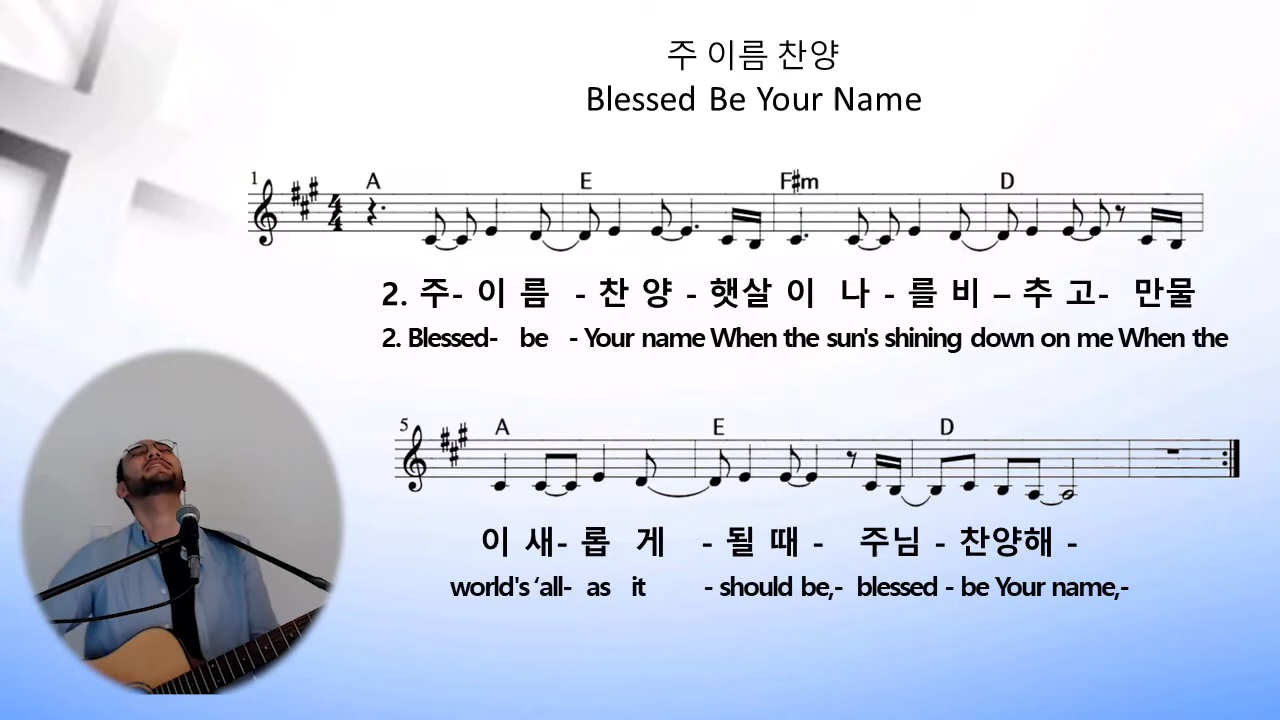 주 이름 찬양
Blessed Be Your Name
1 A E F#m D
2. 주- 이 름 - 찬 양 - 햇살 이 나 - 를 비 – 추 고- 만물
2. Blessed- be - Your name When the sun's shining down on me When the
5 A E D
이 새- 롭 게 - 될 때 - 주님 - 찬양해 -
world's ‘all- as it - should be,- blessed - be Your name,-